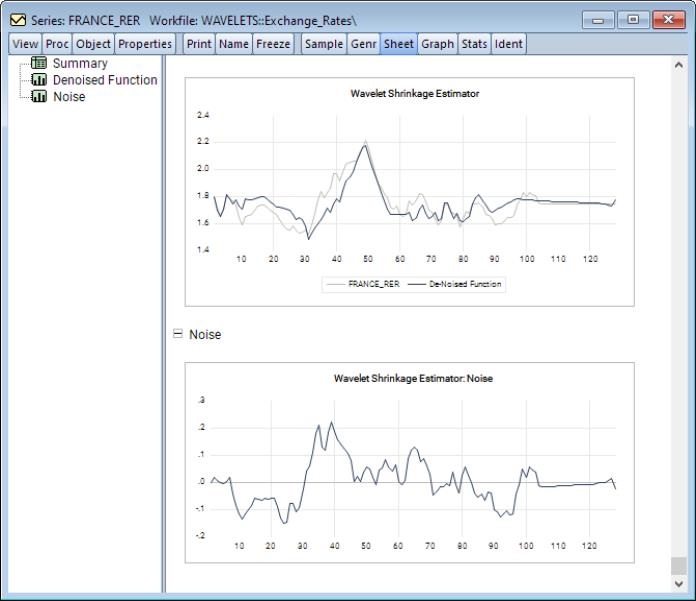 Series: FRANCE_RER Workfile: WAVELETS::Exchange_Rates\
View Proc Object Properties Print Name Freeze Sample Genr Sheet Graph Stats Ident
Summary
Denoised Function
Noise
Wavelet Shrinkage Estimator
2.4
2.2
2.0
1.8
1.6
1.4
10 20 30 40 50 60 70 80 90 100 110 120
FRANCE_RER De-Noised Function
Noise
Wavelet Shrinkage Estimator: Noise
.3
.2
.1
.0
-.1
-.2
10 20 30 40 50 60 70 80 90 100 110 120